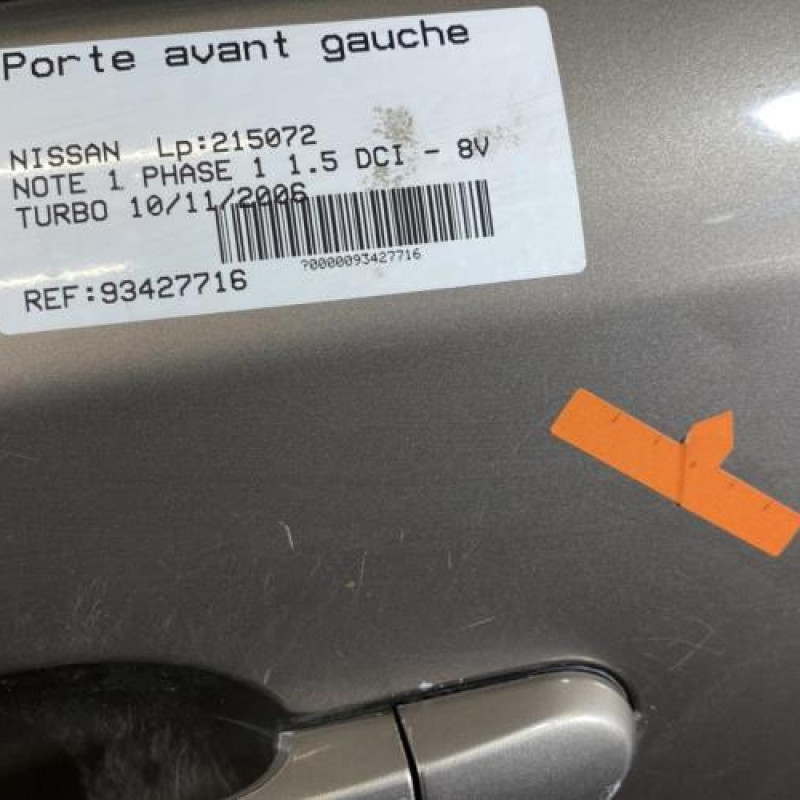 Porte avant gauche
NISSAN Lp:215072
NOTE 1 PHASE 1 1.5 DCI - 8V
TURBO 10/11/2006
?0000093427716
REF:93427716